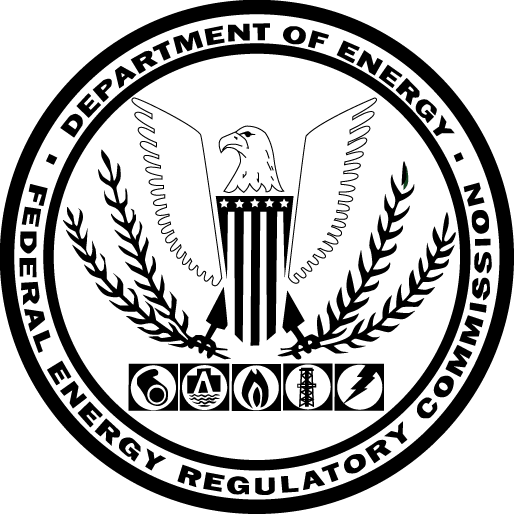 DEPARTMENT OF ENERGY
FEDERAL ENERGY REGULATORY COMMISSION